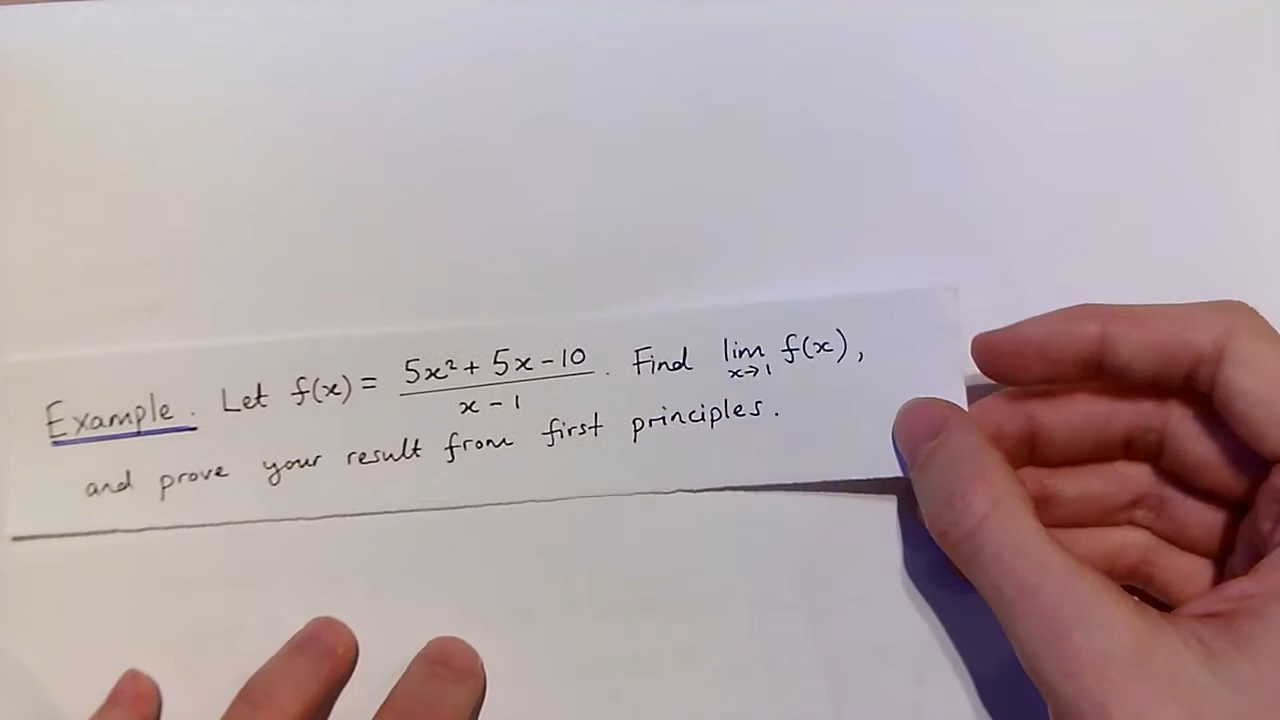 Example. Let f(x) = (5x² + 5x - 10)/(x - 1). Find lim x→1 f(x),
and prove your result from first principles.